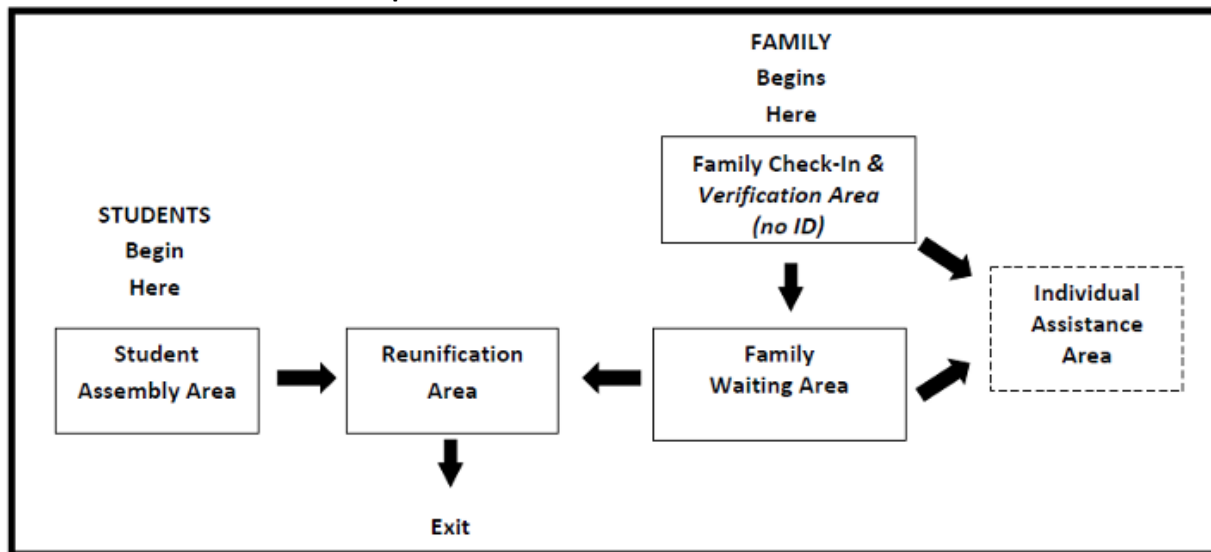 FAMILY
Begins
Here
Family Check-In &
Verification Area
(no ID)
STUDENTS
Begin
Here
Individual
Assistance
Area
Student
Assembly Area
Reunification
Area
Family
Waiting Area
Exit